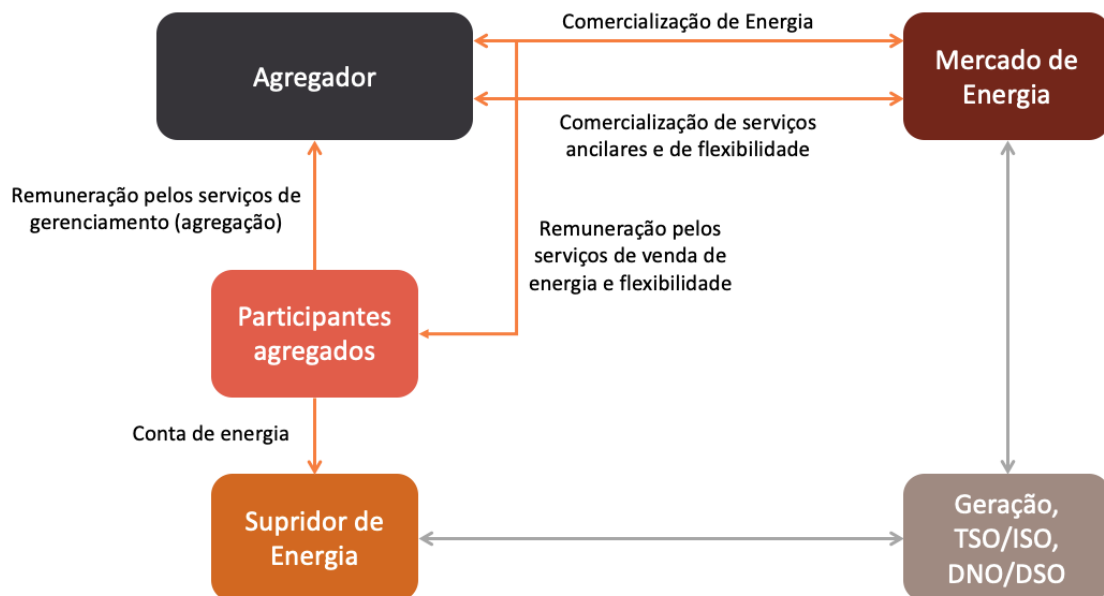 Comercialização de Energia
Agregador
Mercado de
Energia
Comercialização de serviços
ancilares e de flexibilidade
Remuneração pelos serviços de
gerenciamento (agregação)
Remuneração pelos
serviços de venda de
energia e flexibilidade
Participantes
agregados
Conta de energia
Supridor de
Energia
Geração,
TSO/ISO,
DNO/DSO